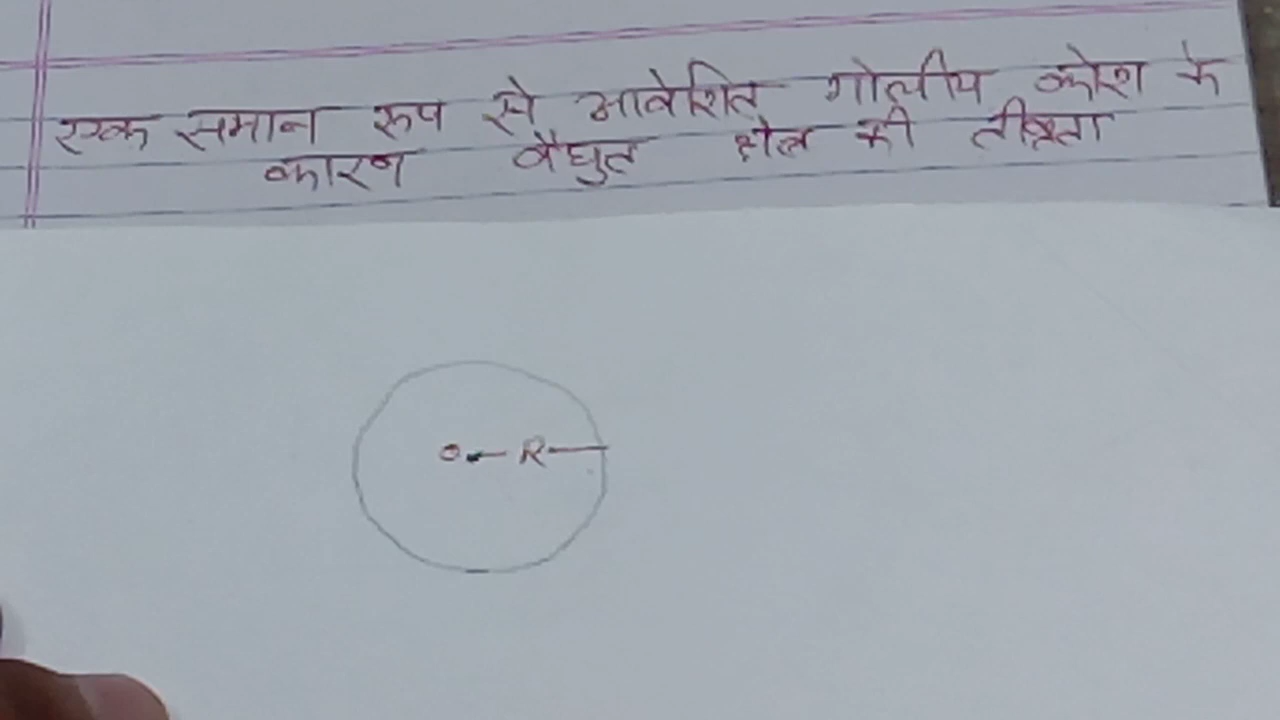 एक समान रूप से आवेशित गोलीय कोश के
कारण वैधुत क्षेत्र की तीव्रता
O R